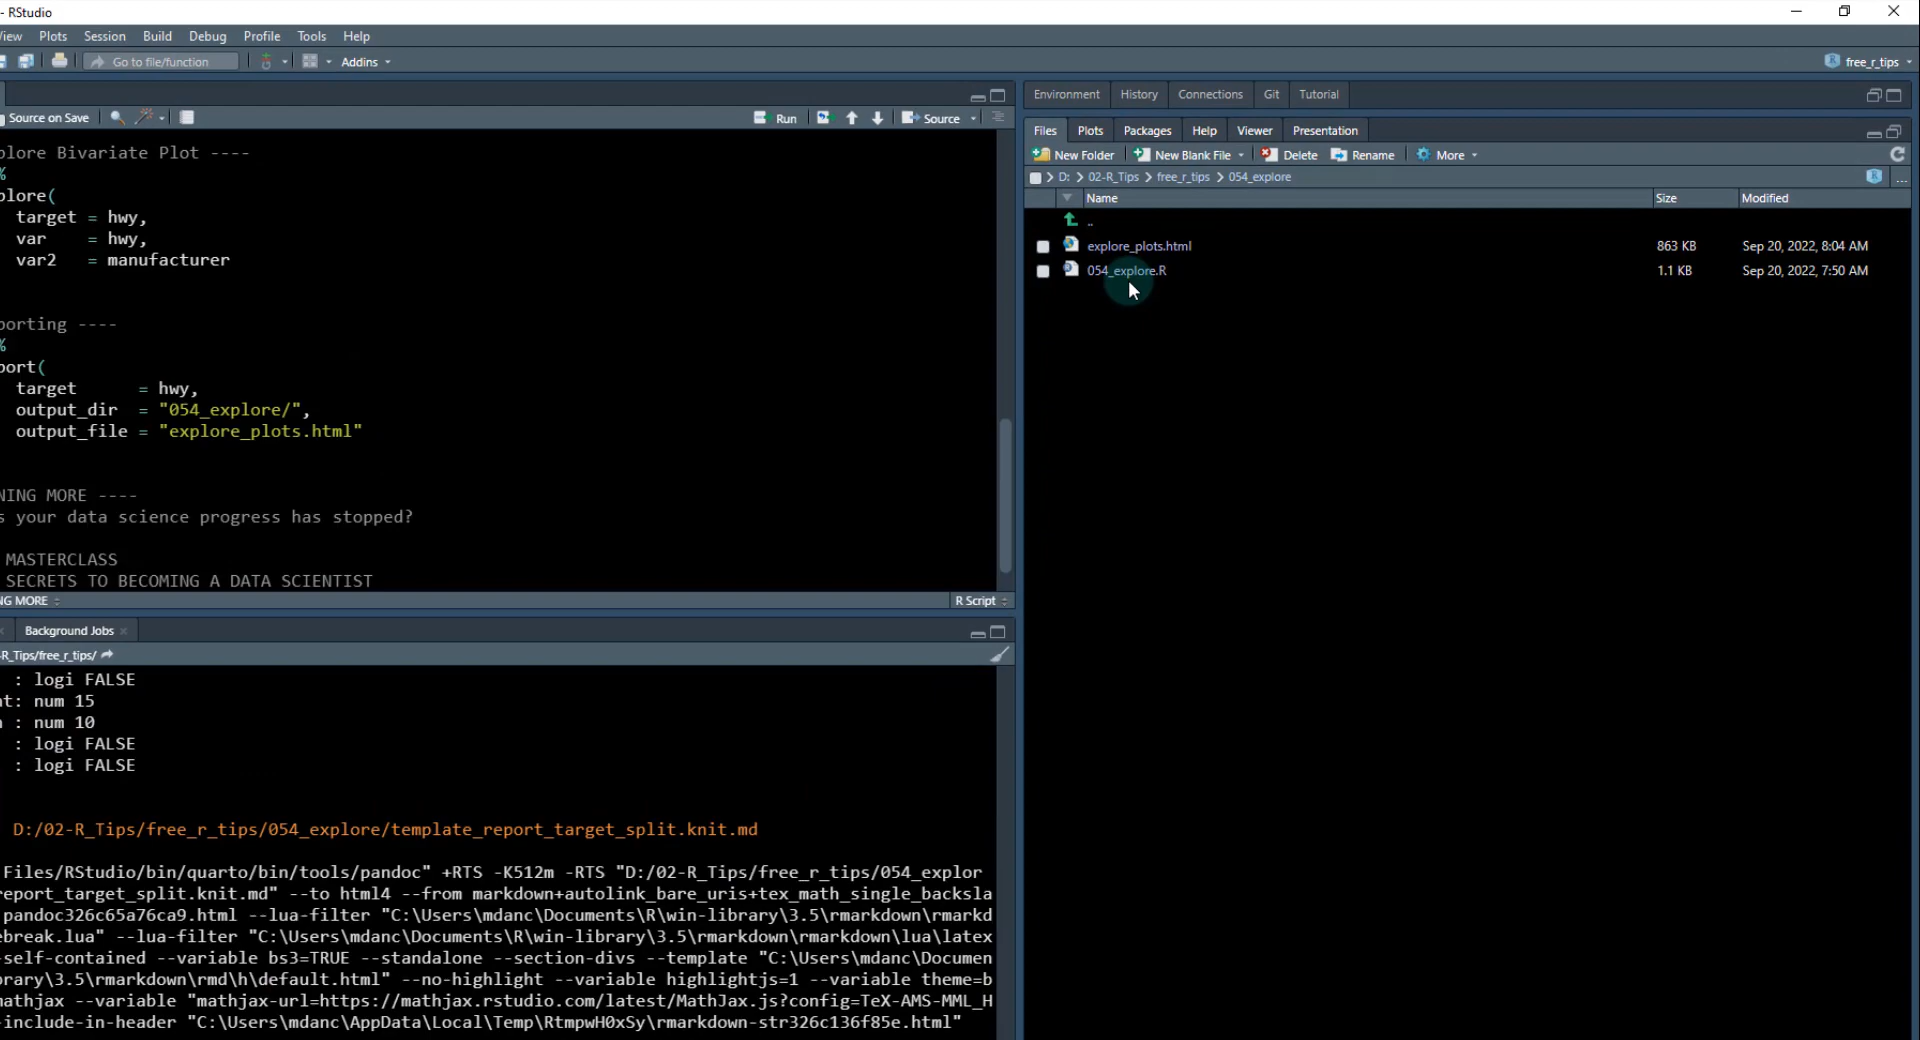 - RStudio
View Plots Session Build Debug Profile Tools Help
Go to file/function Addins free_r_tips
Source on Save Run Source
plore Bivariate Plot ----
%
plore(
target = hwy,
var = hwy,
var2 = manufacturer
porting ----
%
port(
target = hwy,
output_dir = "054_explore/",
output_file = "explore_plots.html"
NING MORE ----
s your data science progress has stopped?
MASTERCLASS
SECRETS TO BECOMING A DATA SCIENTIST
NG MORE R Script
Background Jobs
-R_Tips/free_r_tips/
: logi FALSE
nt: num 15
n : num 10
: logi FALSE
: logi FALSE
D:/02-R_Tips/free_r_tips/054_explore/template_report_target_split.knit.md
Files/RStudio/bin/quarto/bin/tools/pandoc" +RTS -K512m -RTS "D:/02-R_Tips/free_r_tips/054_explor
report_target_split.knit.md" --to html4 --from markdown+autolink_bare_uris+tex_math_single_backsla
pandoc326c65a76ca9.html --lua-filter "C:\Users\mdanc\Documents\R\win-library\3.5\rmarkdown\rmarkd
ebreak.lua" --lua-filter "C:\Users\mdanc\Documents\R\win-library\3.5\rmarkdown\rmarkdown\lua\latex
-self-contained --variable bs3=TRUE --standalone --section-divs --template "C:\Users\mdanc\Documen
brary\3.5\rmarkdown\rmd\h\default.html" --no-highlight --variable highlightjs=1 --variable theme=b
mathjax --variable "mathjax-url=https://mathjax.rstudio.com/latest/MathJax.js?config=TeX-AMS-MML_H
-include-in-header "C:\Users\mdanc\AppData\Local\Temp\RtmpwH0xSy\rmarkdown-str326c136f85e.html"
Environment History Connections Git Tutorial
Files Plots Packages Help Viewer Presentation
New Folder New Blank File Delete Rename More
> D: > 02-R_Tips > free_r_tips > 054_explore ...
Name Size Modified
..
explore_plots.html 863 KB Sep 20, 2022, 8:04 AM
054_explore.R 1.1 KB Sep 20, 2022, 7:50 AM